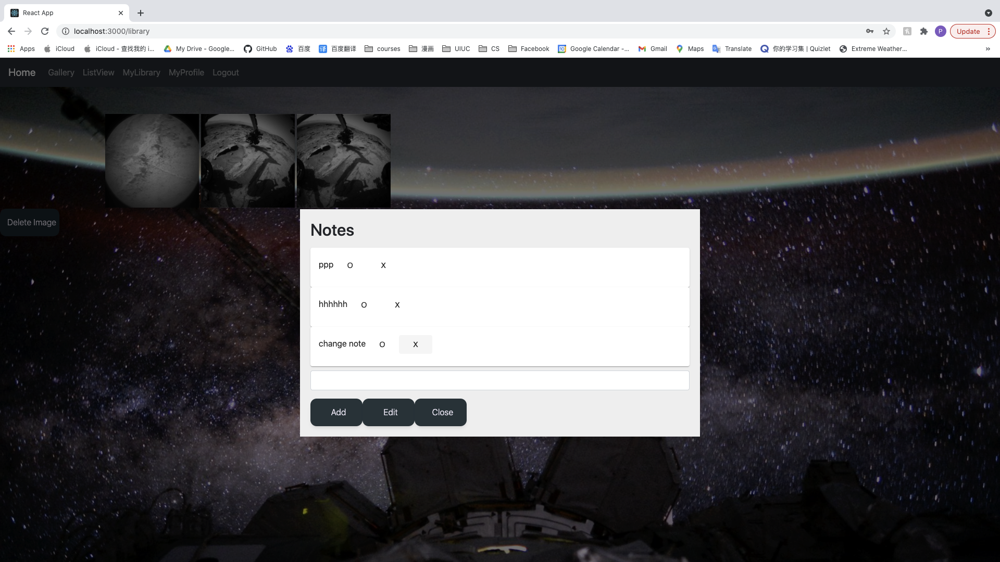 React App
localhost:3000/library
P
Update
Apps iCloud iCloud - 查找我的 i... My Drive - Google... GitHub 百度 译 百度翻译 courses 漫画 UIUC CS Facebook 10 Google Calendar -... Gmail Maps Translate 你的学习集 | Quizlet Extreme Weather... »
Home Gallery ListView MyLibrary MyProfile Logout
Delete Image
Notes
ppp O X
hhhhhh O X
change note O X
Add Edit Close